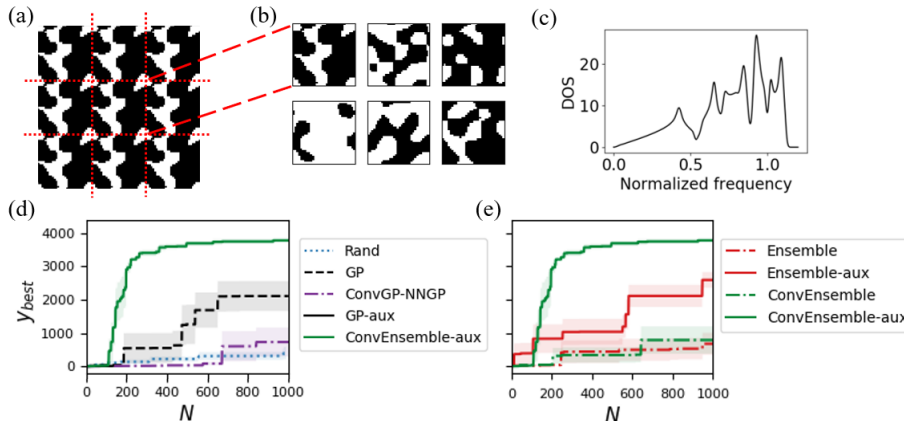 (a)
(b)
(c)
DOS
20
10
0
0.0 0.5 1.0
Normalized frequency
(d)
y_best
4000
3000
2000
1000
0
0 200 400 600 800 1000
N
Rand
GP
ConvGP-NNGP
GP-aux
ConvEnsemble-aux
(e)
0 200 400 600 800 1000
N
Ensemble
Ensemble-aux
ConvEnsemble
ConvEnsemble-aux